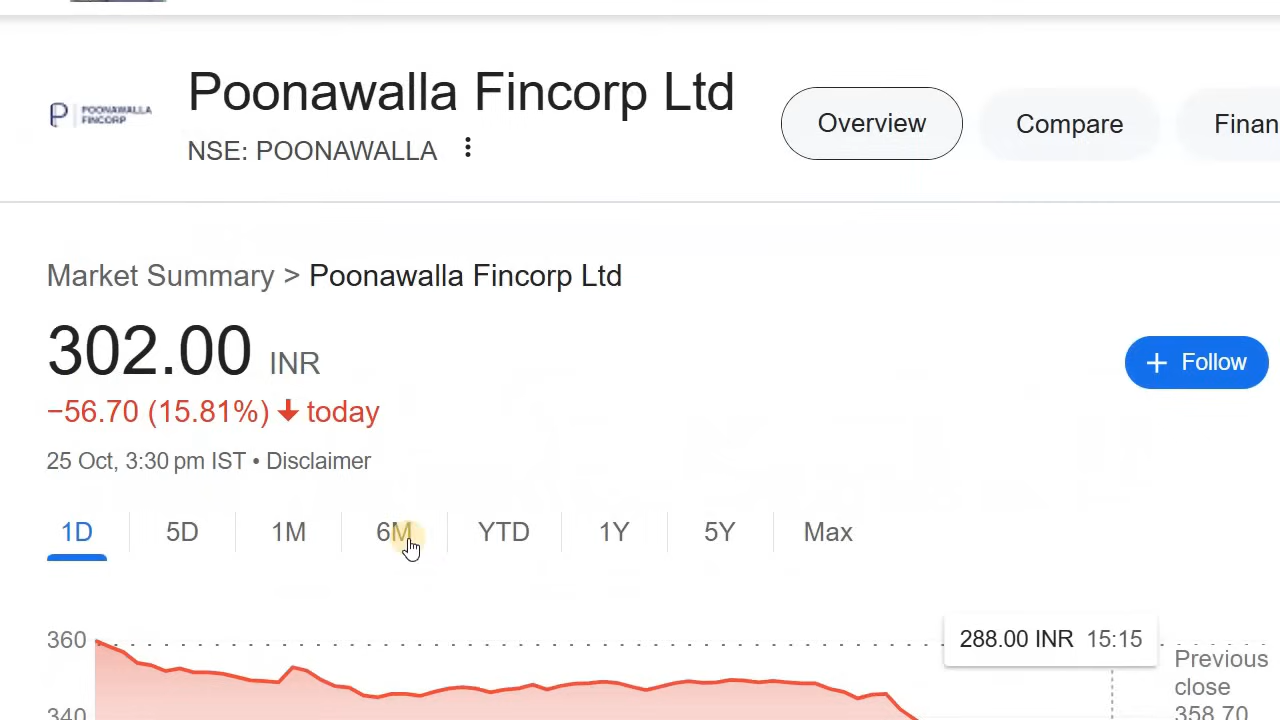 POONAWALLA
FINCORP
Poonawalla Fincorp Ltd
NSE: POONAWALLA
Overview
Compare
Finan
Market Summary > Poonawalla Fincorp Ltd
302.00 INR
+ Follow
−56.70 (15.81%) ↓ today
25 Oct, 3:30 pm IST • Disclaimer
1D 5D 1M 6M YTD 1Y 5Y Max
360
288.00 INR 15:15
Previous
close
358.70
340